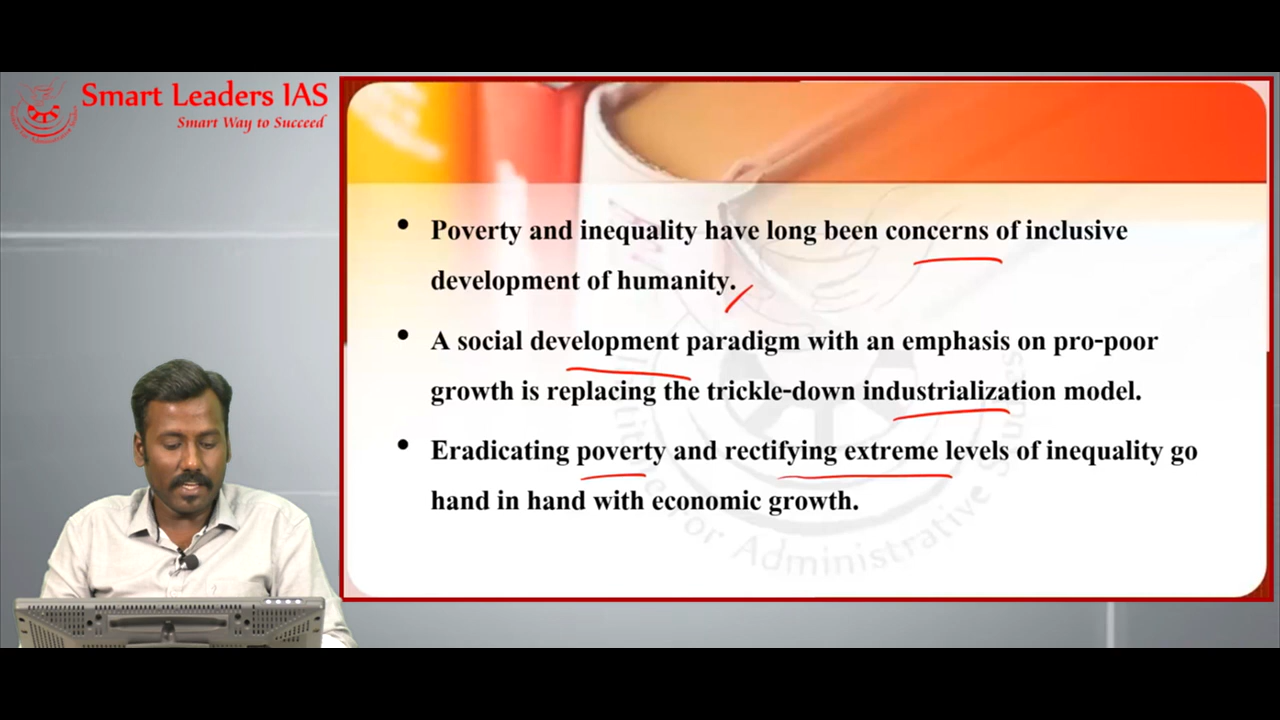 Smart Leaders IAS
Smart Way to Succeed
• Poverty and inequality have long been concerns of inclusive
development of humanity.
• A social development paradigm with an emphasis on pro-poor
growth is replacing the trickle-down industrialization model.
• Eradicating poverty and rectifying extreme levels of inequality go
hand in hand with economic growth.
for Administrative